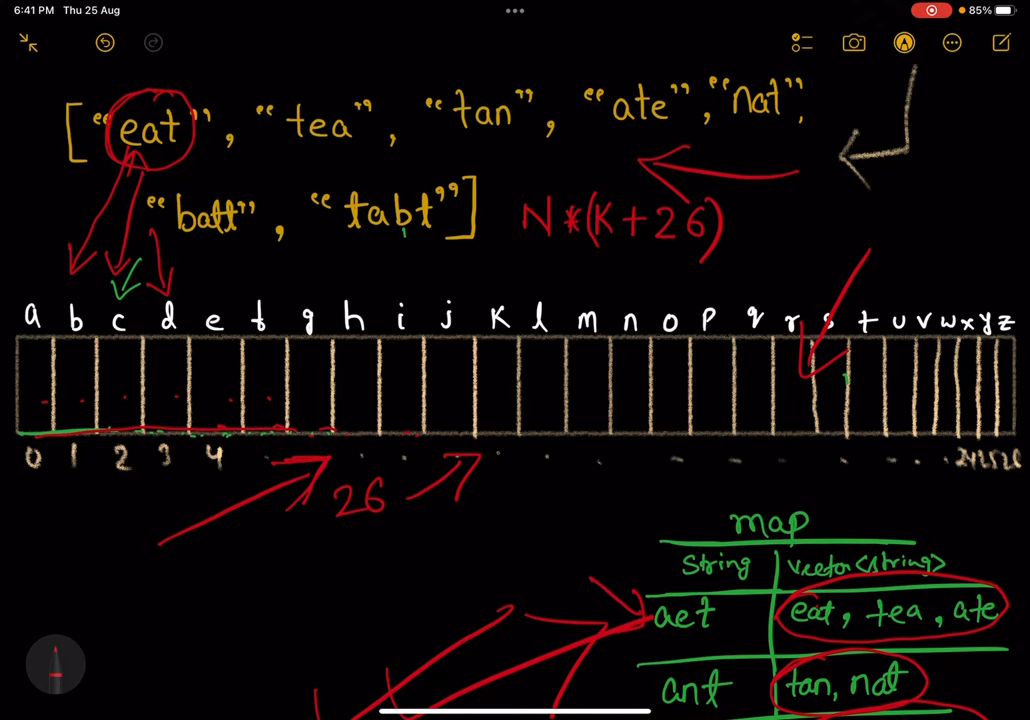 6:41 PM Thu 25 Aug
85%
["eat", "tea", "tan", "ate", "nat",
"batt", "tabt"] N*(K+26)
a b c d e f g h i j k l m n o p q r s t u v w x y z
0 1 2 3 4
26
map
String vector<string>
aet eat, tea, ate
ant tan, nat